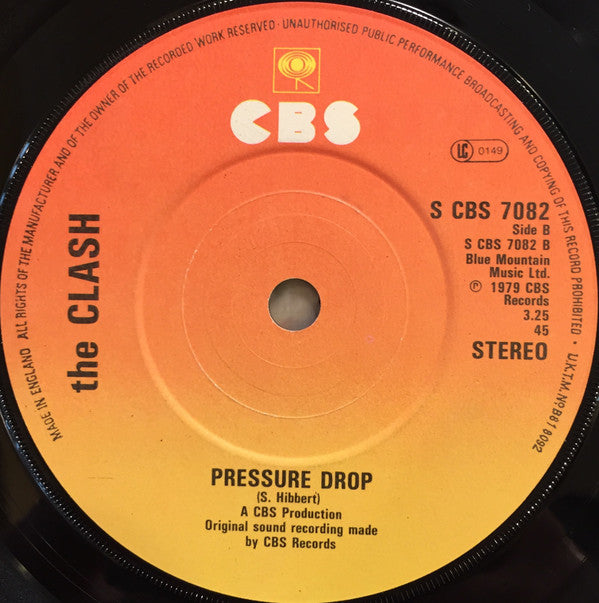 MADE IN ENGLAND ALL RIGHTS OF THE MANUFACTURER AND OF THE OWNER OF THE RECORDED WORK RESERVED · UNAUTHORISED PUBLIC PERFORMANCE BROADCASTING AND COPYING OF THIS RECORD PROHIBITED • U.K.T.M. Nº B618092
CBS
LC 0149
the CLASH
S CBS 7082
Side B
S CBS 7082 B
Blue Mountain
Music Ltd.
℗ 1979 CBS
Records
3.25
45
STEREO
PRESSURE DROP
(S. Hibbert)
A CBS Production
Original sound recording made
by CBS Records